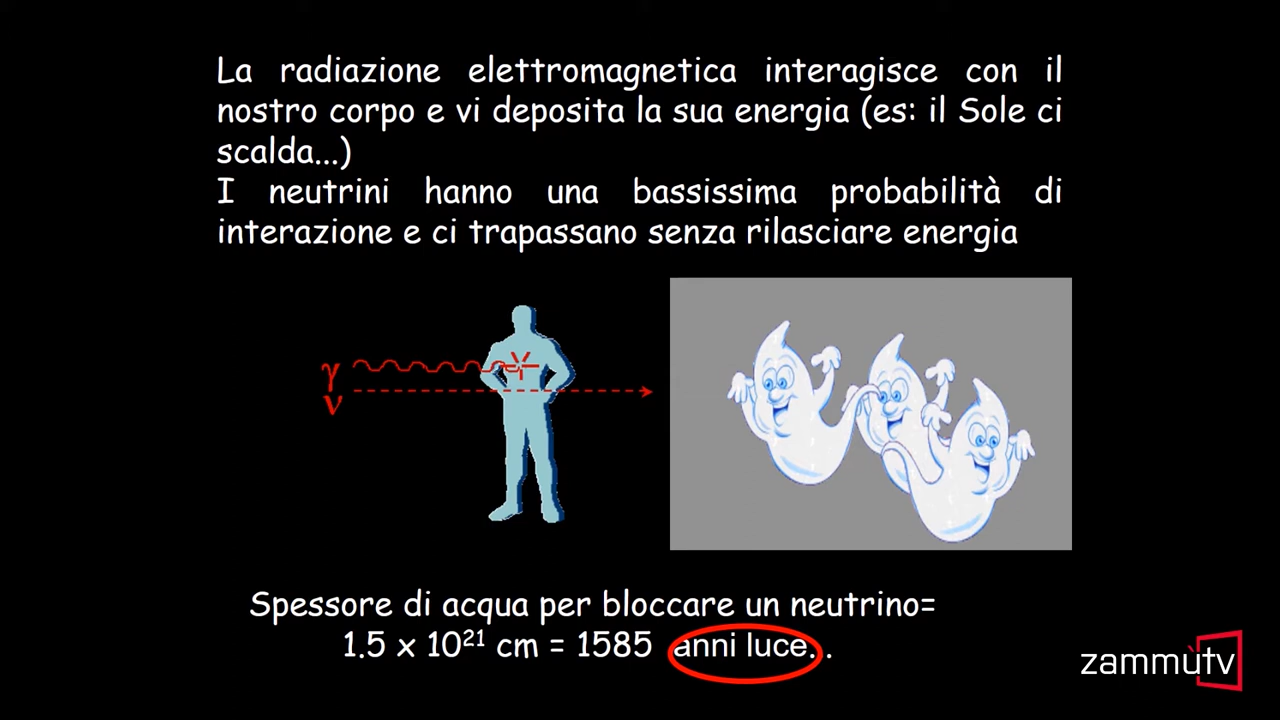 La radiazione elettromagnetica interagisce con il
nostro corpo e vi deposita la sua energia (es: il Sole ci
scalda...)
I neutrini hanno una bassissima probabilità di
interazione e ci trapassano senza rilasciare energia
γ
ν
Spessore di acqua per bloccare un neutrino=
1.5 x 10²¹ cm = 1585 anni luce. .
zammùtv